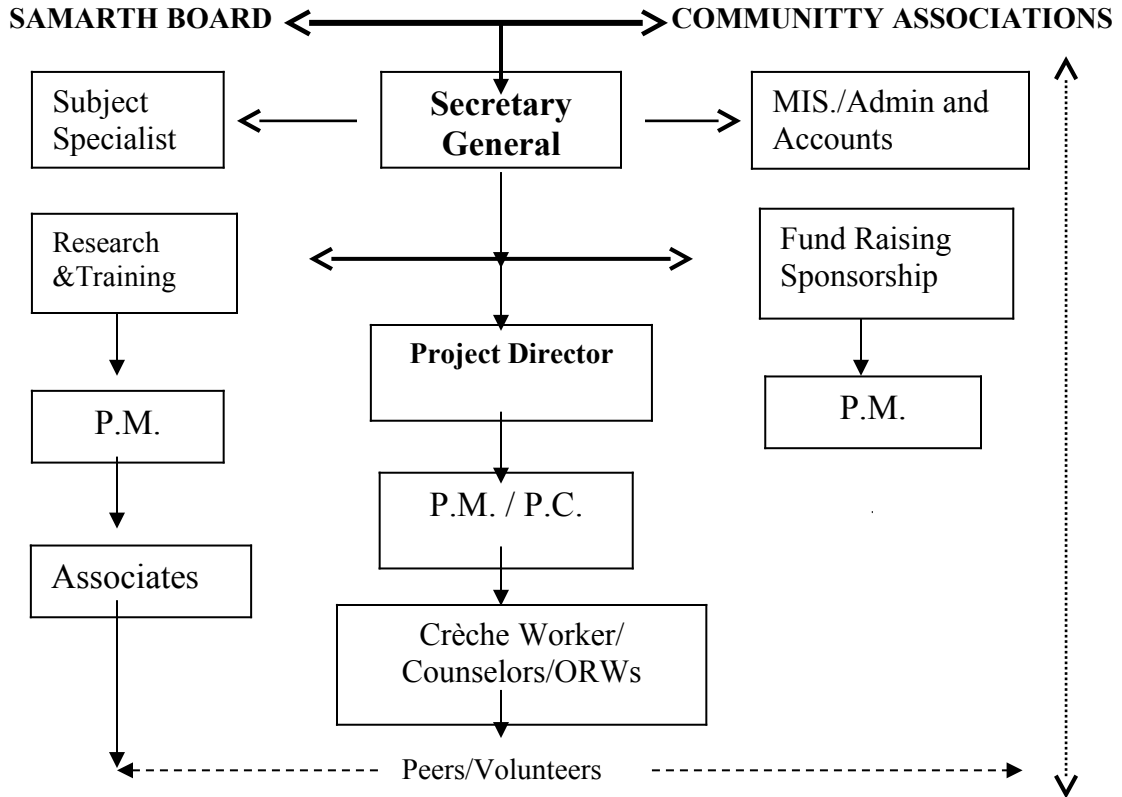 SAMARTH BOARD
COMMUNITTY ASSOCIATIONS
Subject
Specialist
Secretary
General
MIS./Admin and
Accounts
Research
&Training
Fund Raising
Sponsorship
Project Director
P.M.
P.M.
P.M. / P.C.
Associates
Crèche Worker/
Counselors/ORWs
Peers/Volunteers